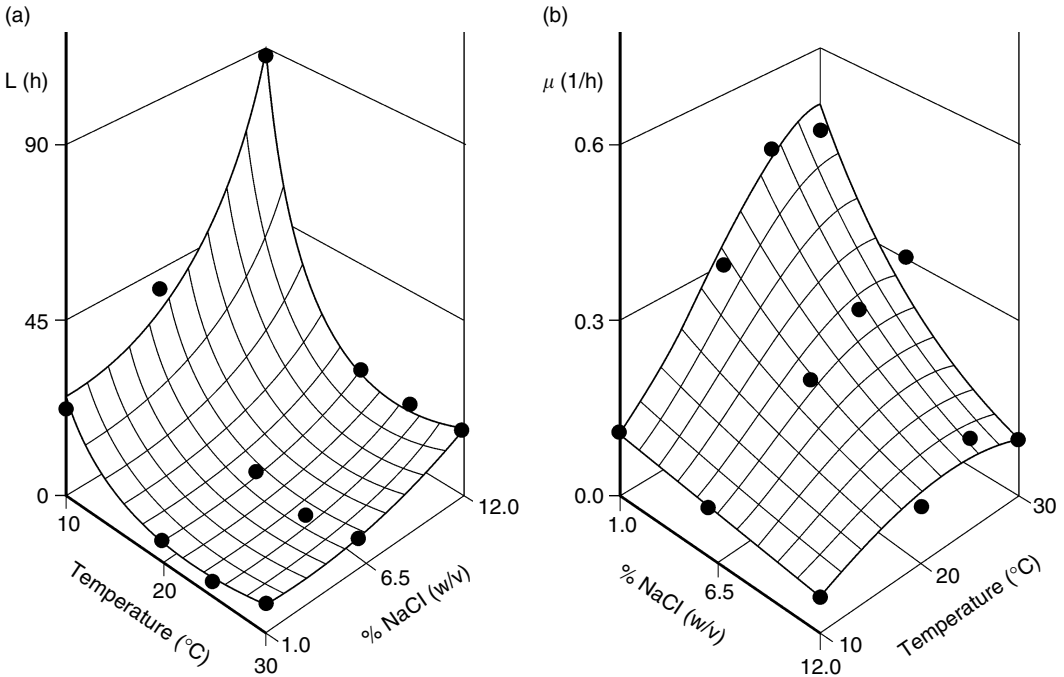 (a)
L (h)
90
45
0
10
20
30
Temperature (°C)
1.0
6.5
12.0
% NaCl (w/v)
(b)
μ (1/h)
0.6
0.3
0.0
1.0
6.5
12.0
% NaCl (w/v)
10
20
30
Temperature (°C)